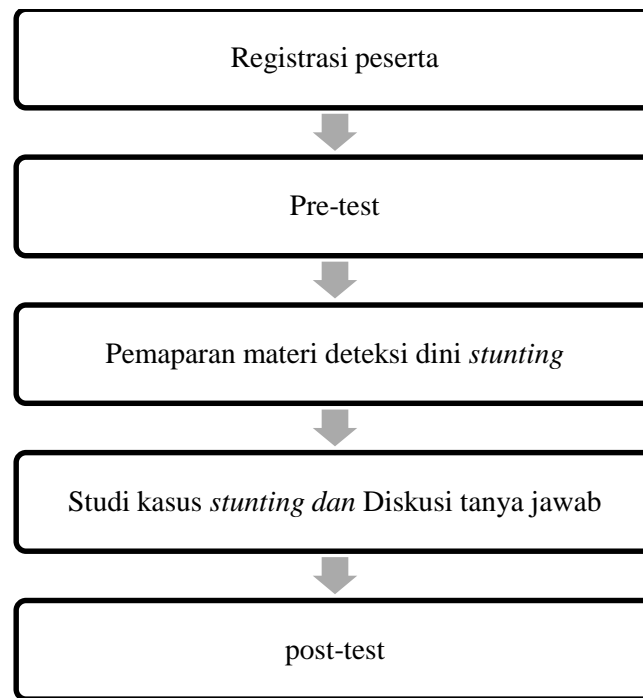 Registrasi peserta
Pre-test
Pemaparan materi deteksi dini stunting
Studi kasus stunting dan Diskusi tanya jawab
post-test